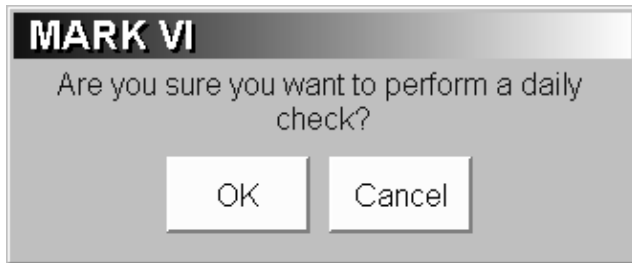 MARK VI
Are you sure you want to perform a daily
check?
OK
Cancel